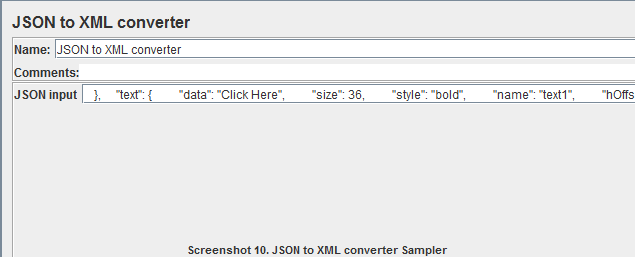 JSON to XML converter
Name: JSON to XML converter
Comments:
JSON input }, "text": { "data": "Click Here", "size": 36, "style": "bold", "name": "text1", "hOffs
Screenshot 10. JSON to XML converter Sampler